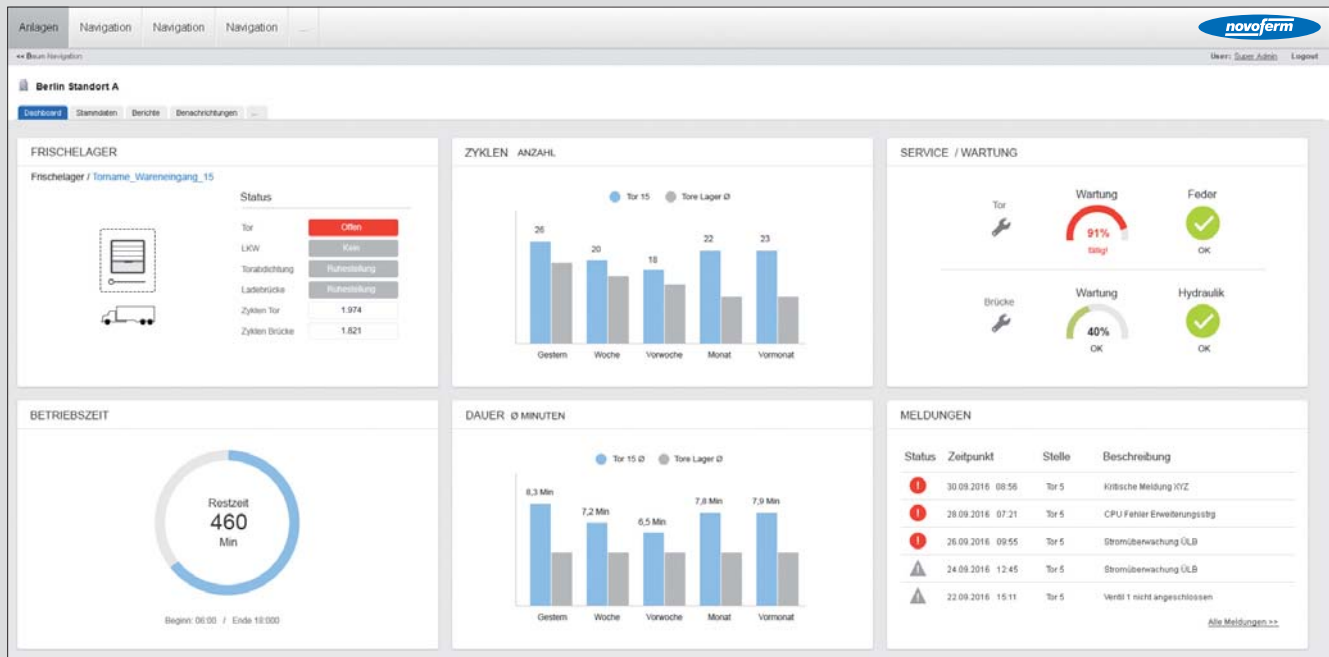 Anlagen Navigation Navigation Navigation ...
novoferm
<< Baum Navigation
User: Super Admin Logout
Berlin Standort A
Dashboard Stammdaten Berichte Benachrichtungen ...
FRISCHELAGER
Frischelager / Torname_Wareneingang_15
Status
Tor Offen
LKW Kein
Torabdichtung Ruhestellung
Ladebrücke Ruhestellung
Zyklen Tor 1.974
Zyklen Brücke 1.821
ZYKLEN ANZAHL
Tor 15 Tore Lager Ø
26 20 18 22 23
Gestern Woche Vorwoche Monat Vormonat
SERVICE / WARTUNG
Tor Wartung Feder
91%
fällig!
OK
Brücke Wartung Hydraulik
40%
OK
OK
BETRIEBSZEIT
Restzeit
460
Min
Beginn: 06:00 / Ende 18:000
DAUER Ø MINUTEN
Tor 15 Ø Tore Lager Ø
8,3 Min 7,2 Min 6,5 Min 7,8 Min 7,9 Min
Gestern Woche Vorwoche Monat Vormonat
MELDUNGEN
Status Zeitpunkt Stelle Beschreibung
30.09.2016 08:56 Tor 5 Kritische Meldung XYZ
28.09.2016 07:21 Tor 5 CPU Fehler Erweiterungsstrg
26.09.2016 09:55 Tor 5 Stromüberwachung ÜLB
24.09.2016 12:45 Tor 5 Stromüberwachung ÜLB
22.09.2016 15:11 Tor 5 Ventil 1 nicht angeschlossen
Alle Meldungen >>